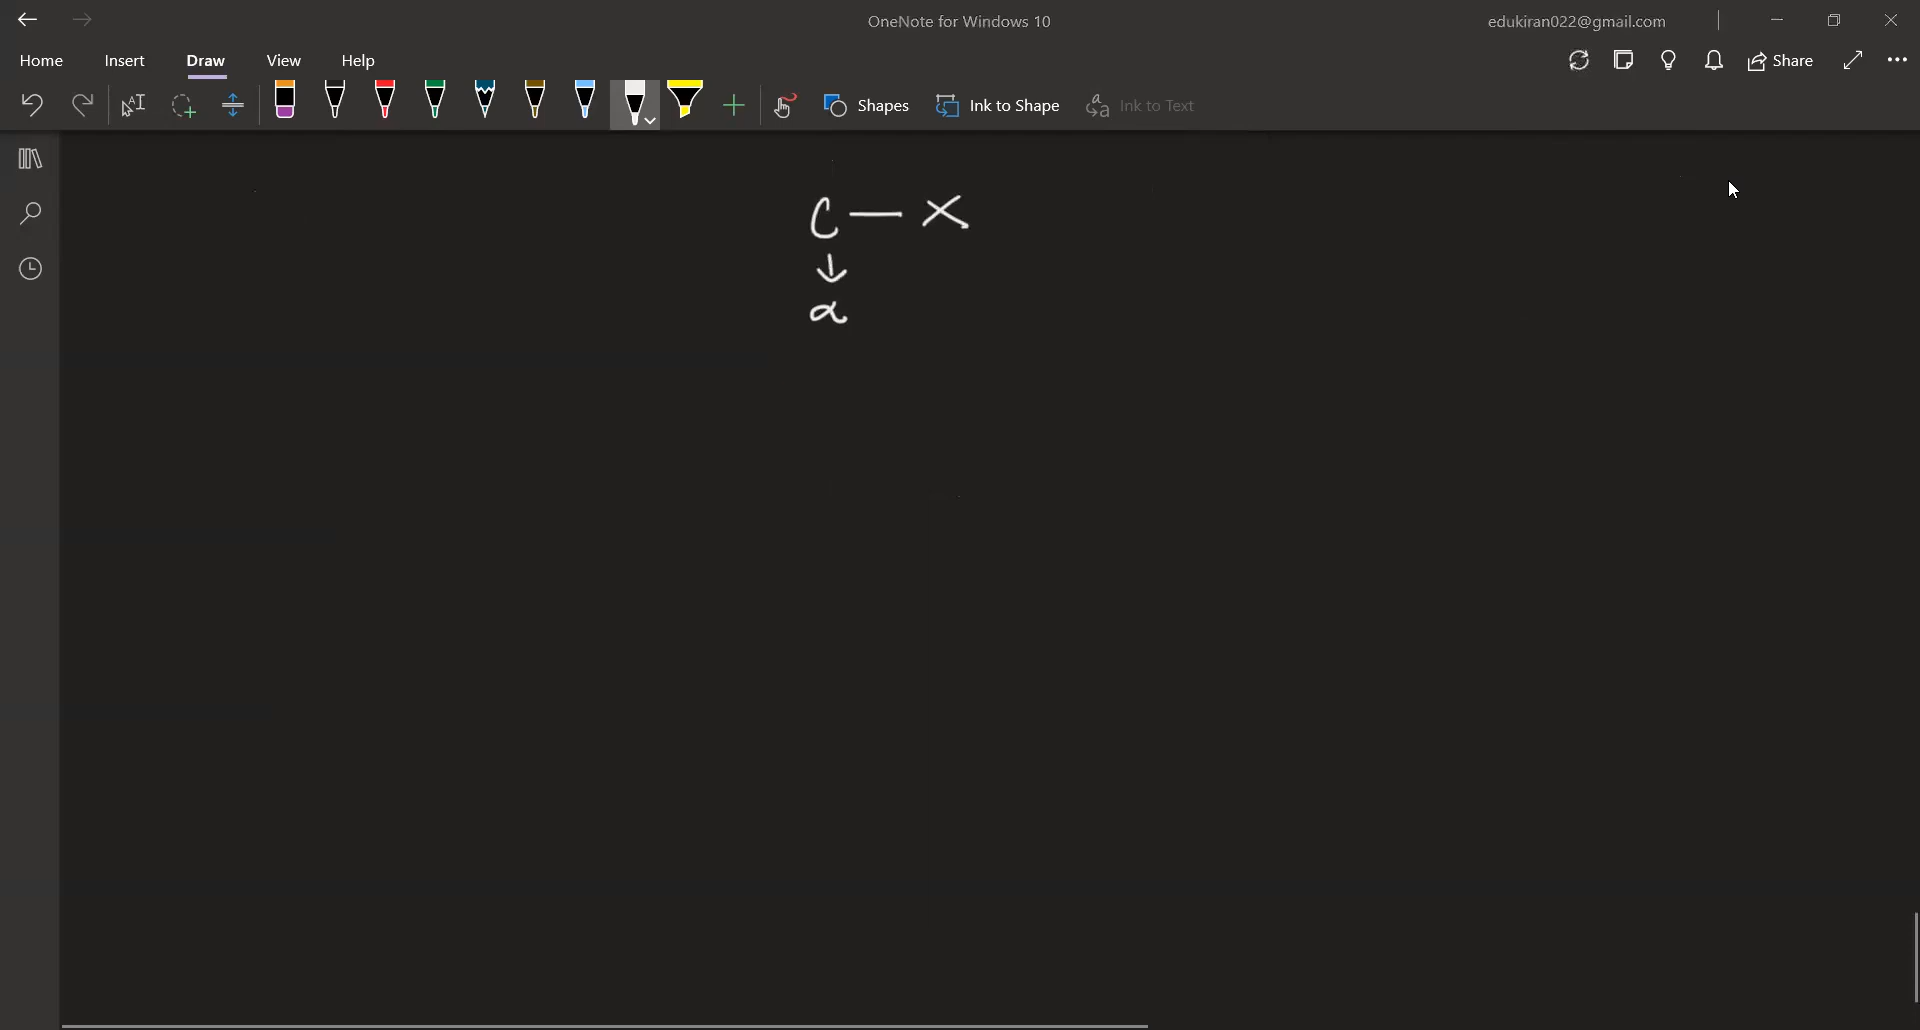 OneNote for Windows 10
edukiran022@gmail.com
Home Insert Draw View Help
Share
Shapes Ink to Shape Ink to Text
C — X
↓
α